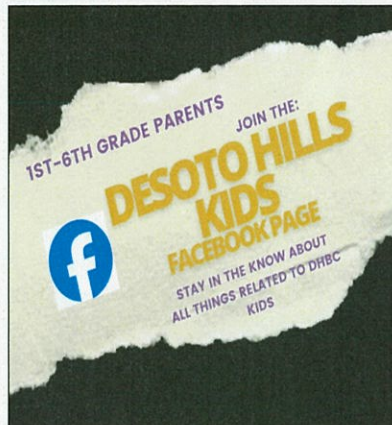 1ST-6TH GRADE PARENTS
JOIN THE:
DESOTO HILLS
KIDS
FACEBOOK PAGE
STAY IN THE KNOW ABOUT
ALL THINGS RELATED TO DHBC
KIDS